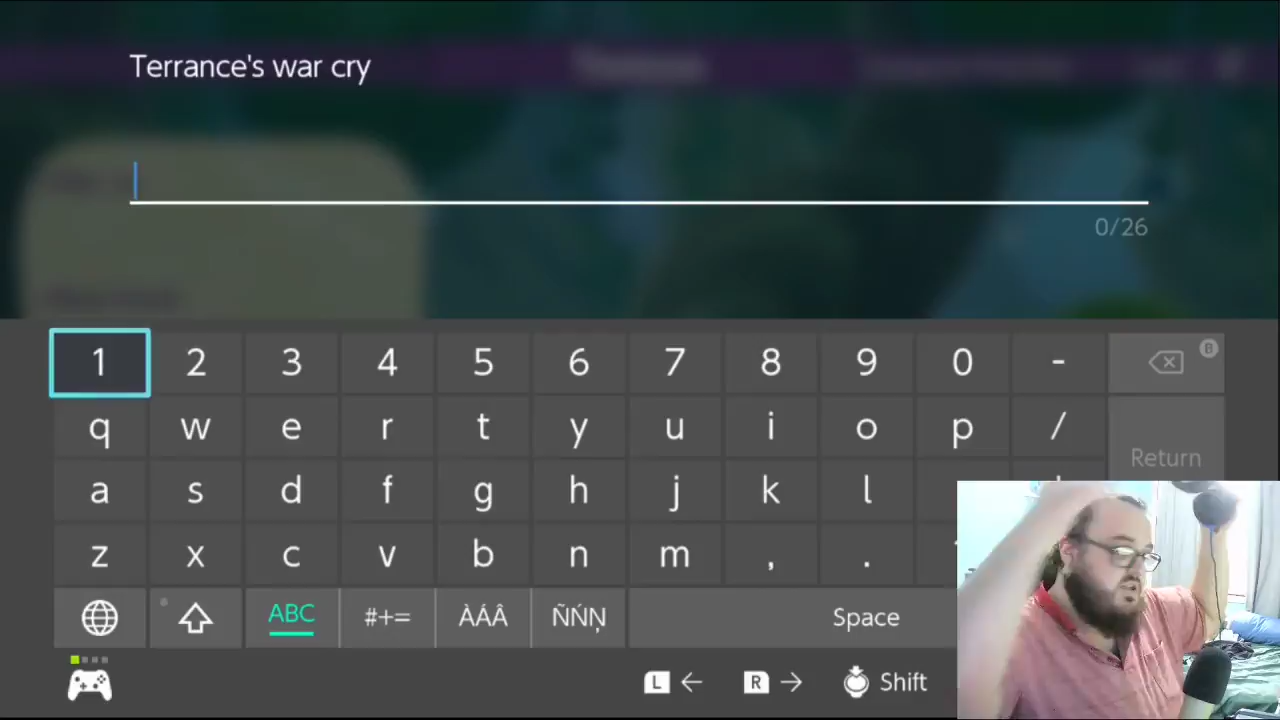 Terrance's war cry
0/26
1 2 3 4 5 6 7 8 9 0 - B
q w e r t y u i o p /
Return
a s d f g h j k l
z x c v b n m , .
ABC #+= ÀÁÂ ÑŃŅ Space
L ← R → Shift